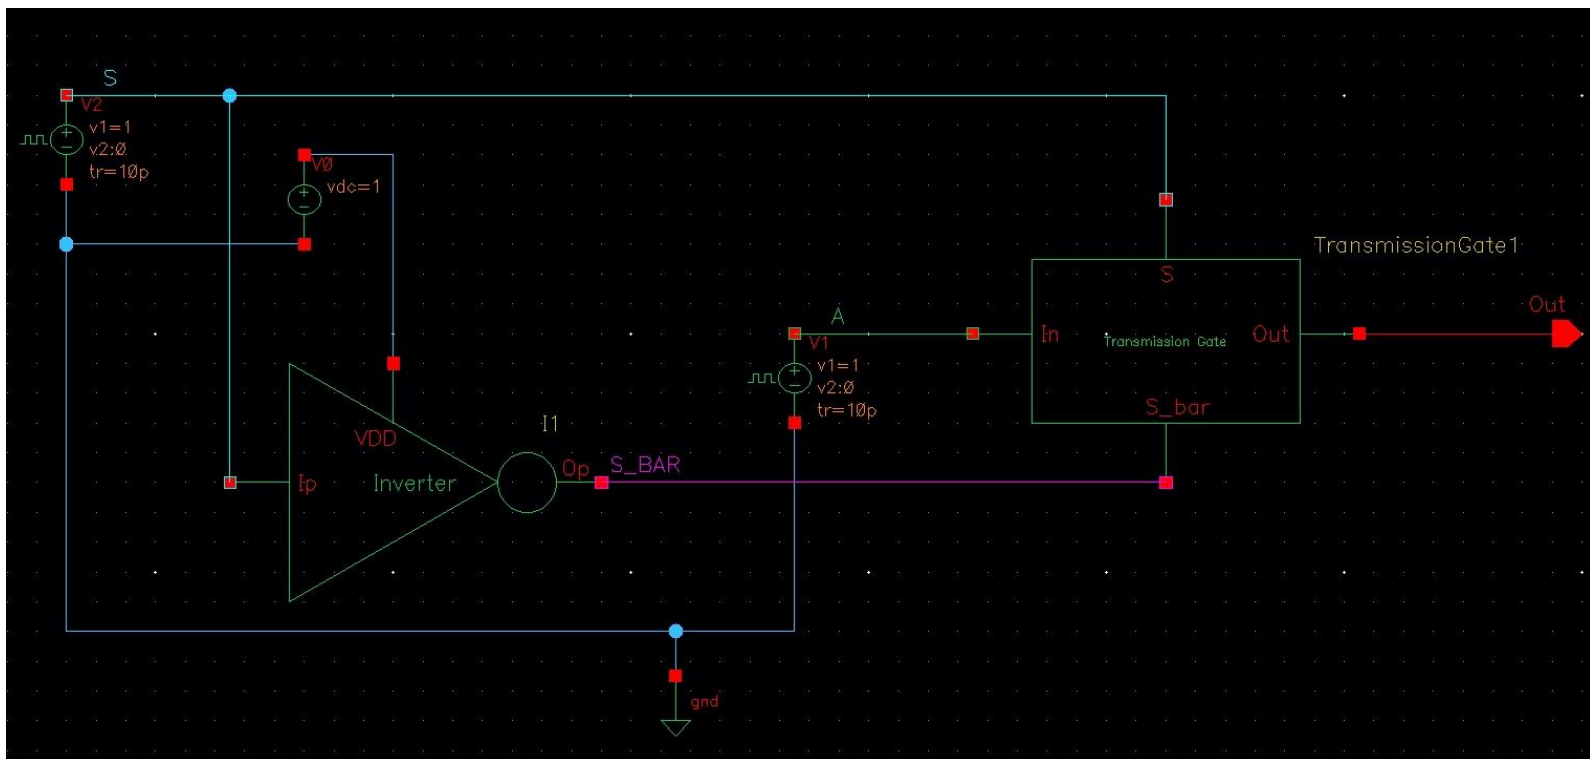 S
V2
v1=1
v2:0
tr=10p
V0
vdc=1
TransmissionGate1
S
Out
A
V1
In
Transmission Gate
Out
v1=1
v2:0
tr=10p
S_bar
I1
VDD
Op
S_BAR
Ip
Inverter
gnd